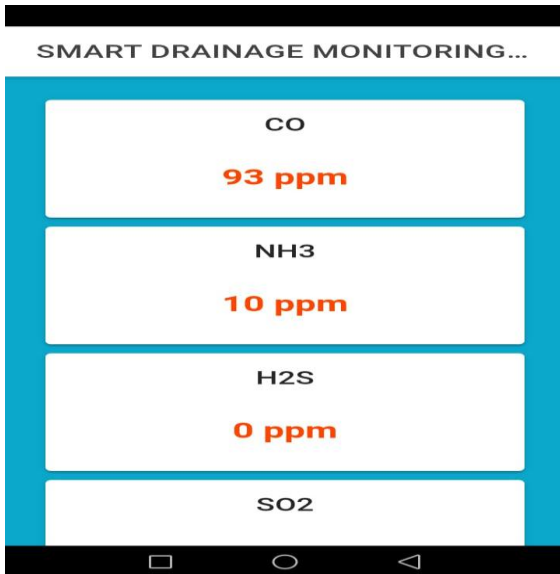 SMART DRAINAGE MONITORING...
CO
93 ppm
NH3
10 ppm
H2S
0 ppm
SO2